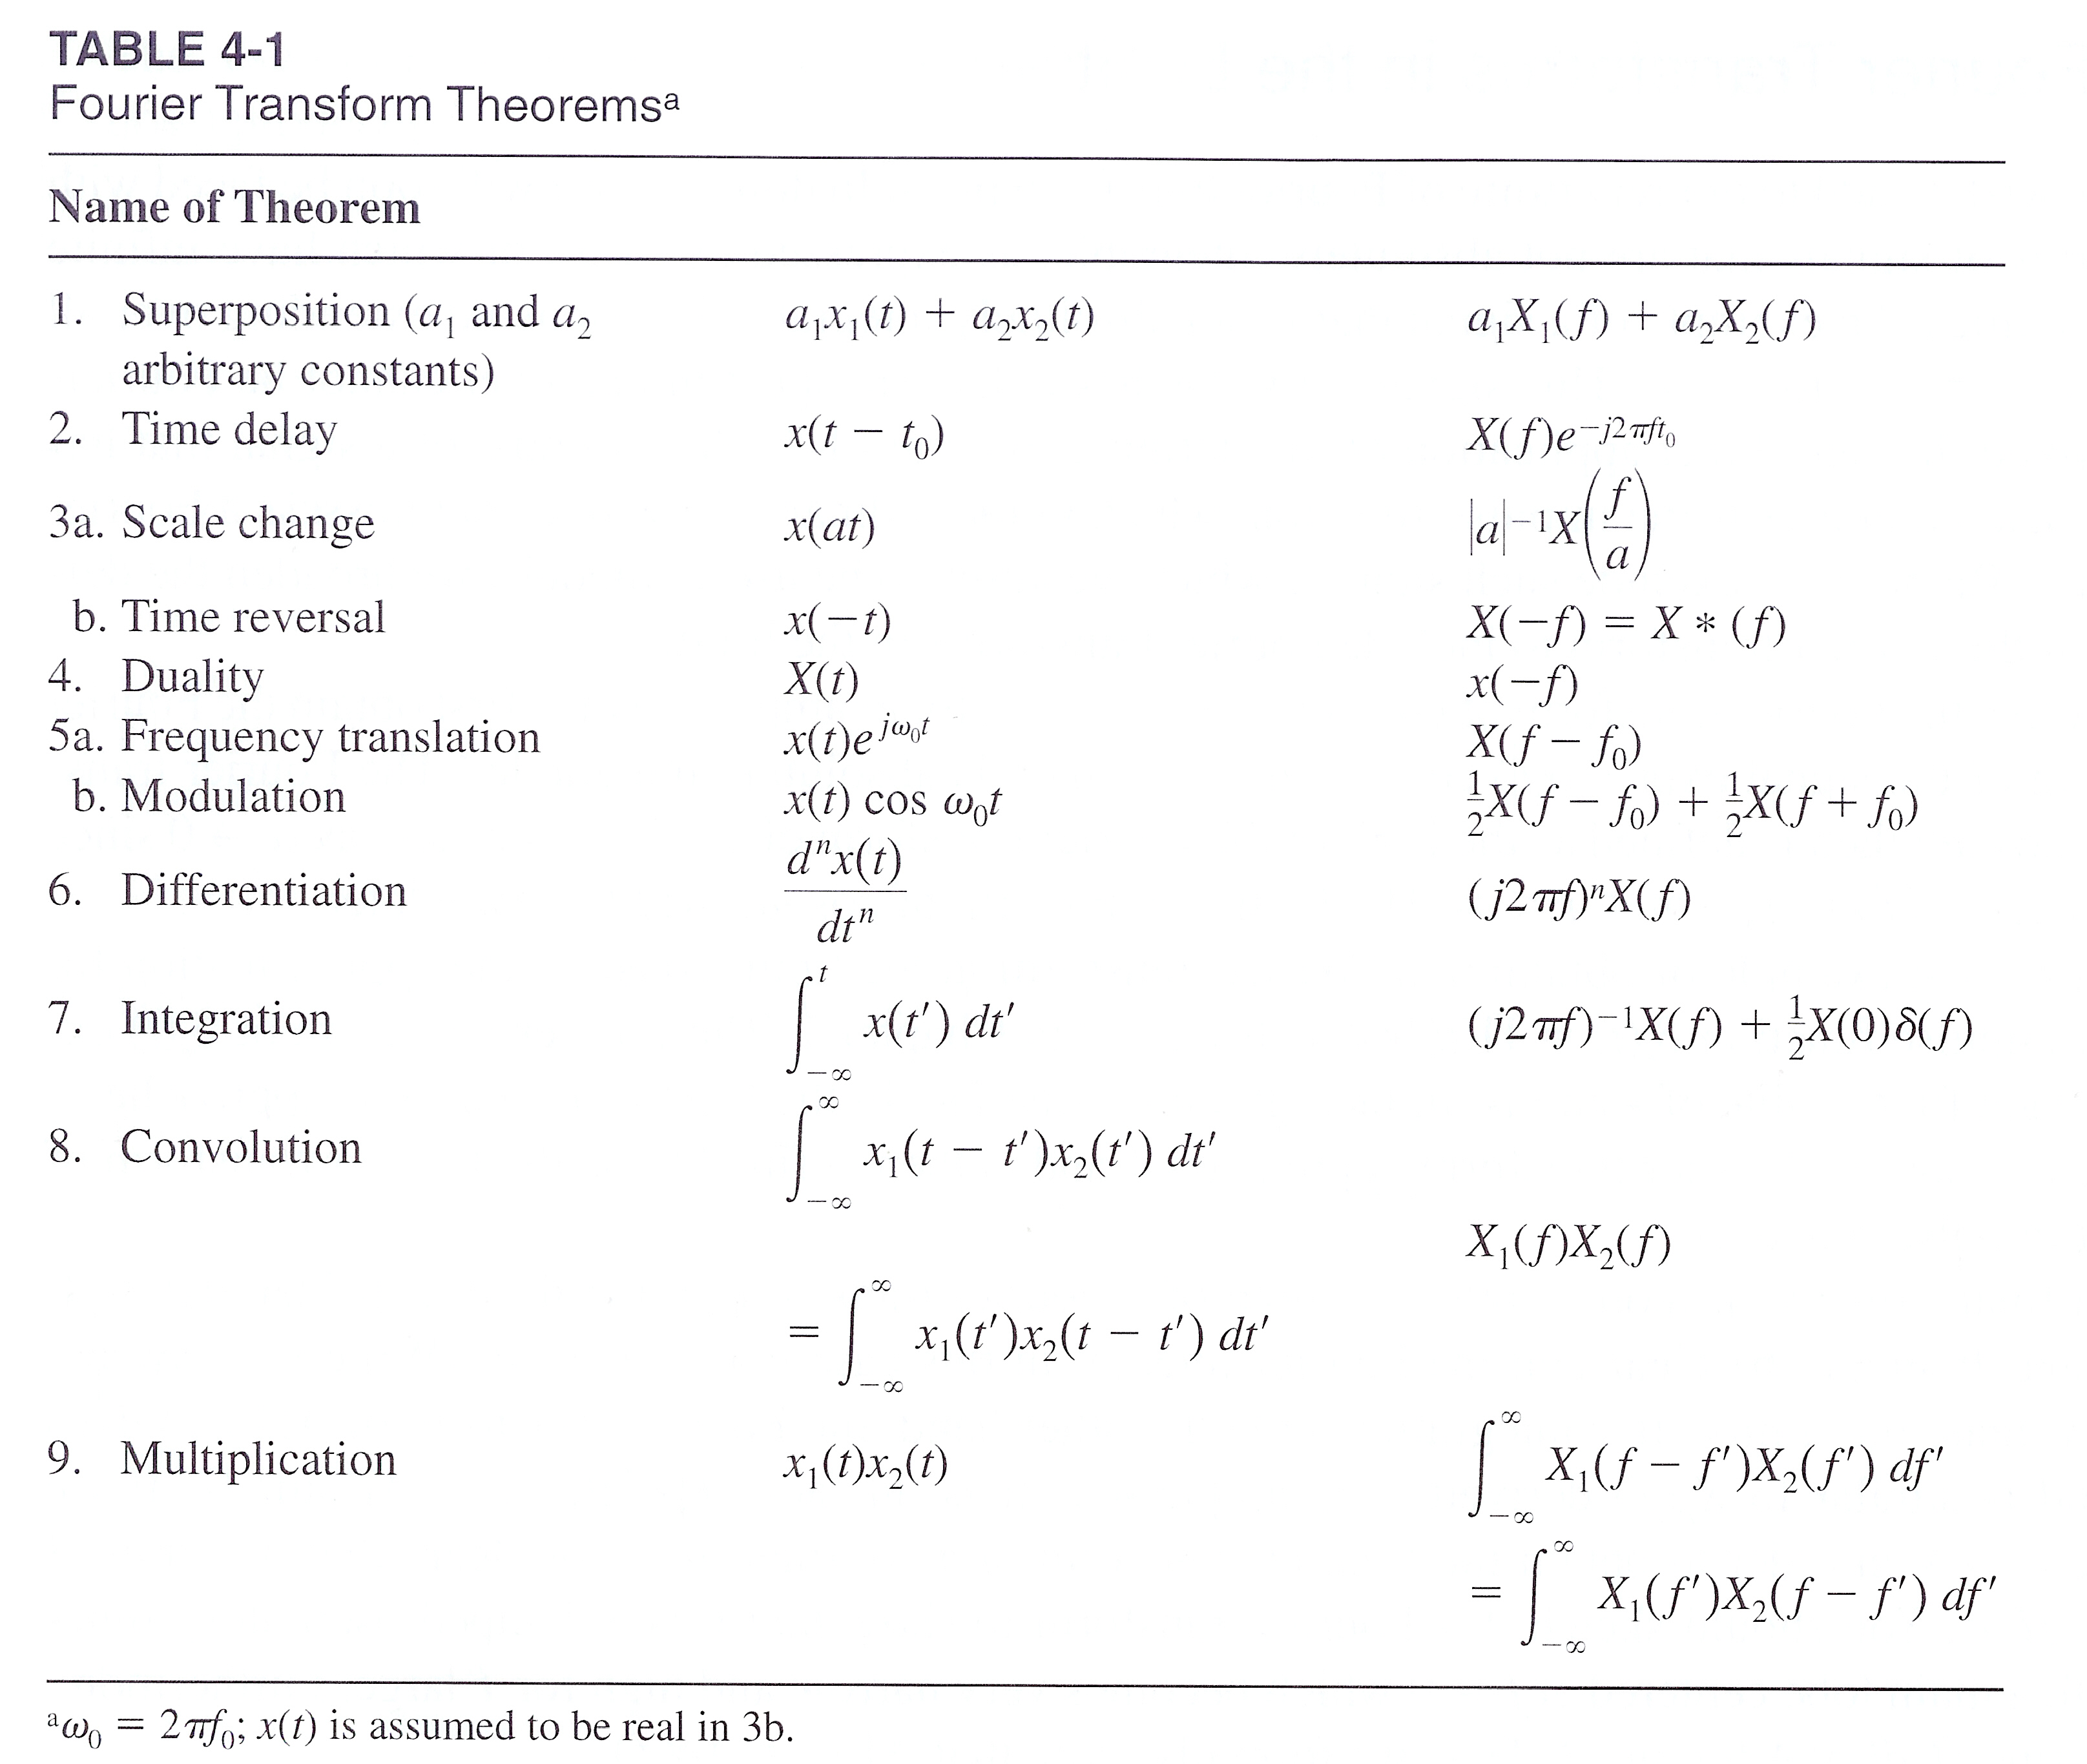 TABLE 4-1
Fourier Transform Theoremsᵃ
Name of Theorem
1. Superposition (a₁ and a₂ a₁x₁(t) + a₂x₂(t) a₁X₁(f) + a₂X₂(f)
arbitrary constants)
2. Time delay x(t − t₀) X(f)e^{−j2πft₀}
3a. Scale change x(at) |a|⁻¹X(f/a)
b. Time reversal x(−t) X(−f) = X * (f)
4. Duality X(t) x(−f)
5a. Frequency translation x(t)e^{jω₀t} X(f − f₀)
b. Modulation x(t) cos ω₀t ½X(f − f₀) + ½X(f + f₀)
6. Differentiation dⁿx(t)/dtⁿ (j2πf)ⁿX(f)
7. Integration ∫_{−∞}^{t} x(t′) dt′ (j2πf)⁻¹X(f) + ½X(0)δ(f)
8. Convolution ∫_{−∞}^{∞} x₁(t − t′)x₂(t′) dt′
X₁(f)X₂(f)
= ∫_{−∞}^{∞} x₁(t′)x₂(t − t′) dt′
9. Multiplication x₁(t)x₂(t) ∫_{−∞}^{∞} X₁(f − f′)X₂(f′) df′
= ∫_{−∞}^{∞} X₁(f′)X₂(f − f′) df′
ᵃω₀ = 2πf₀; x(t) is assumed to be real in 3b.